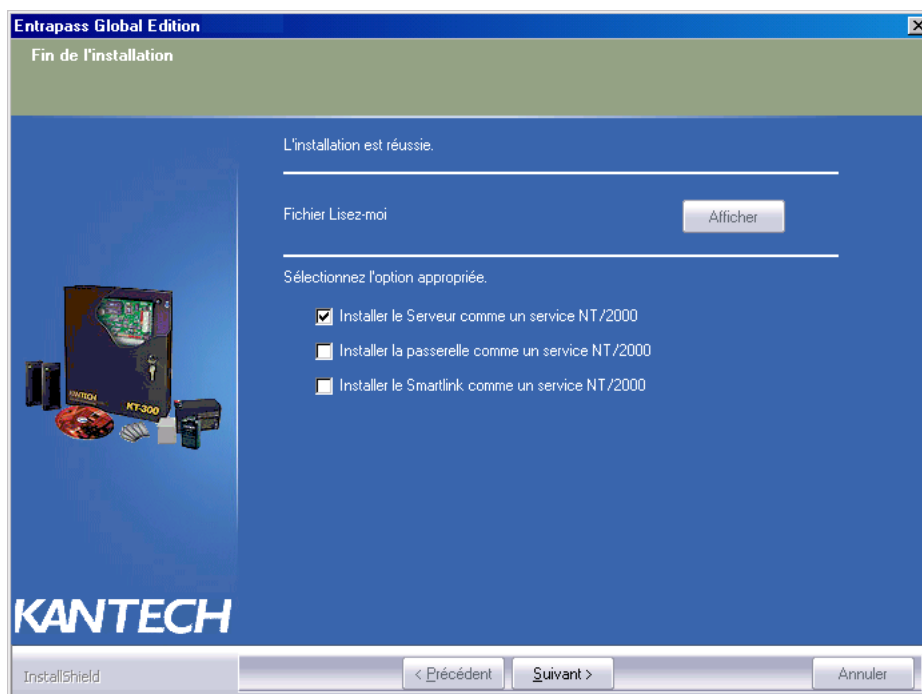 Entrapass Global Edition
Fin de l'installation
L'installation est réussie.
Fichier Lisez-moi
Afficher
Sélectionnez l'option appropriée.
Installer le Serveur comme un service NT/2000
Installer la passerelle comme un service NT/2000
Installer le Smartlink comme un service NT/2000
KANTECH
KT-300
KANTECH
InstallShield
< Précédent
Suivant >
Annuler